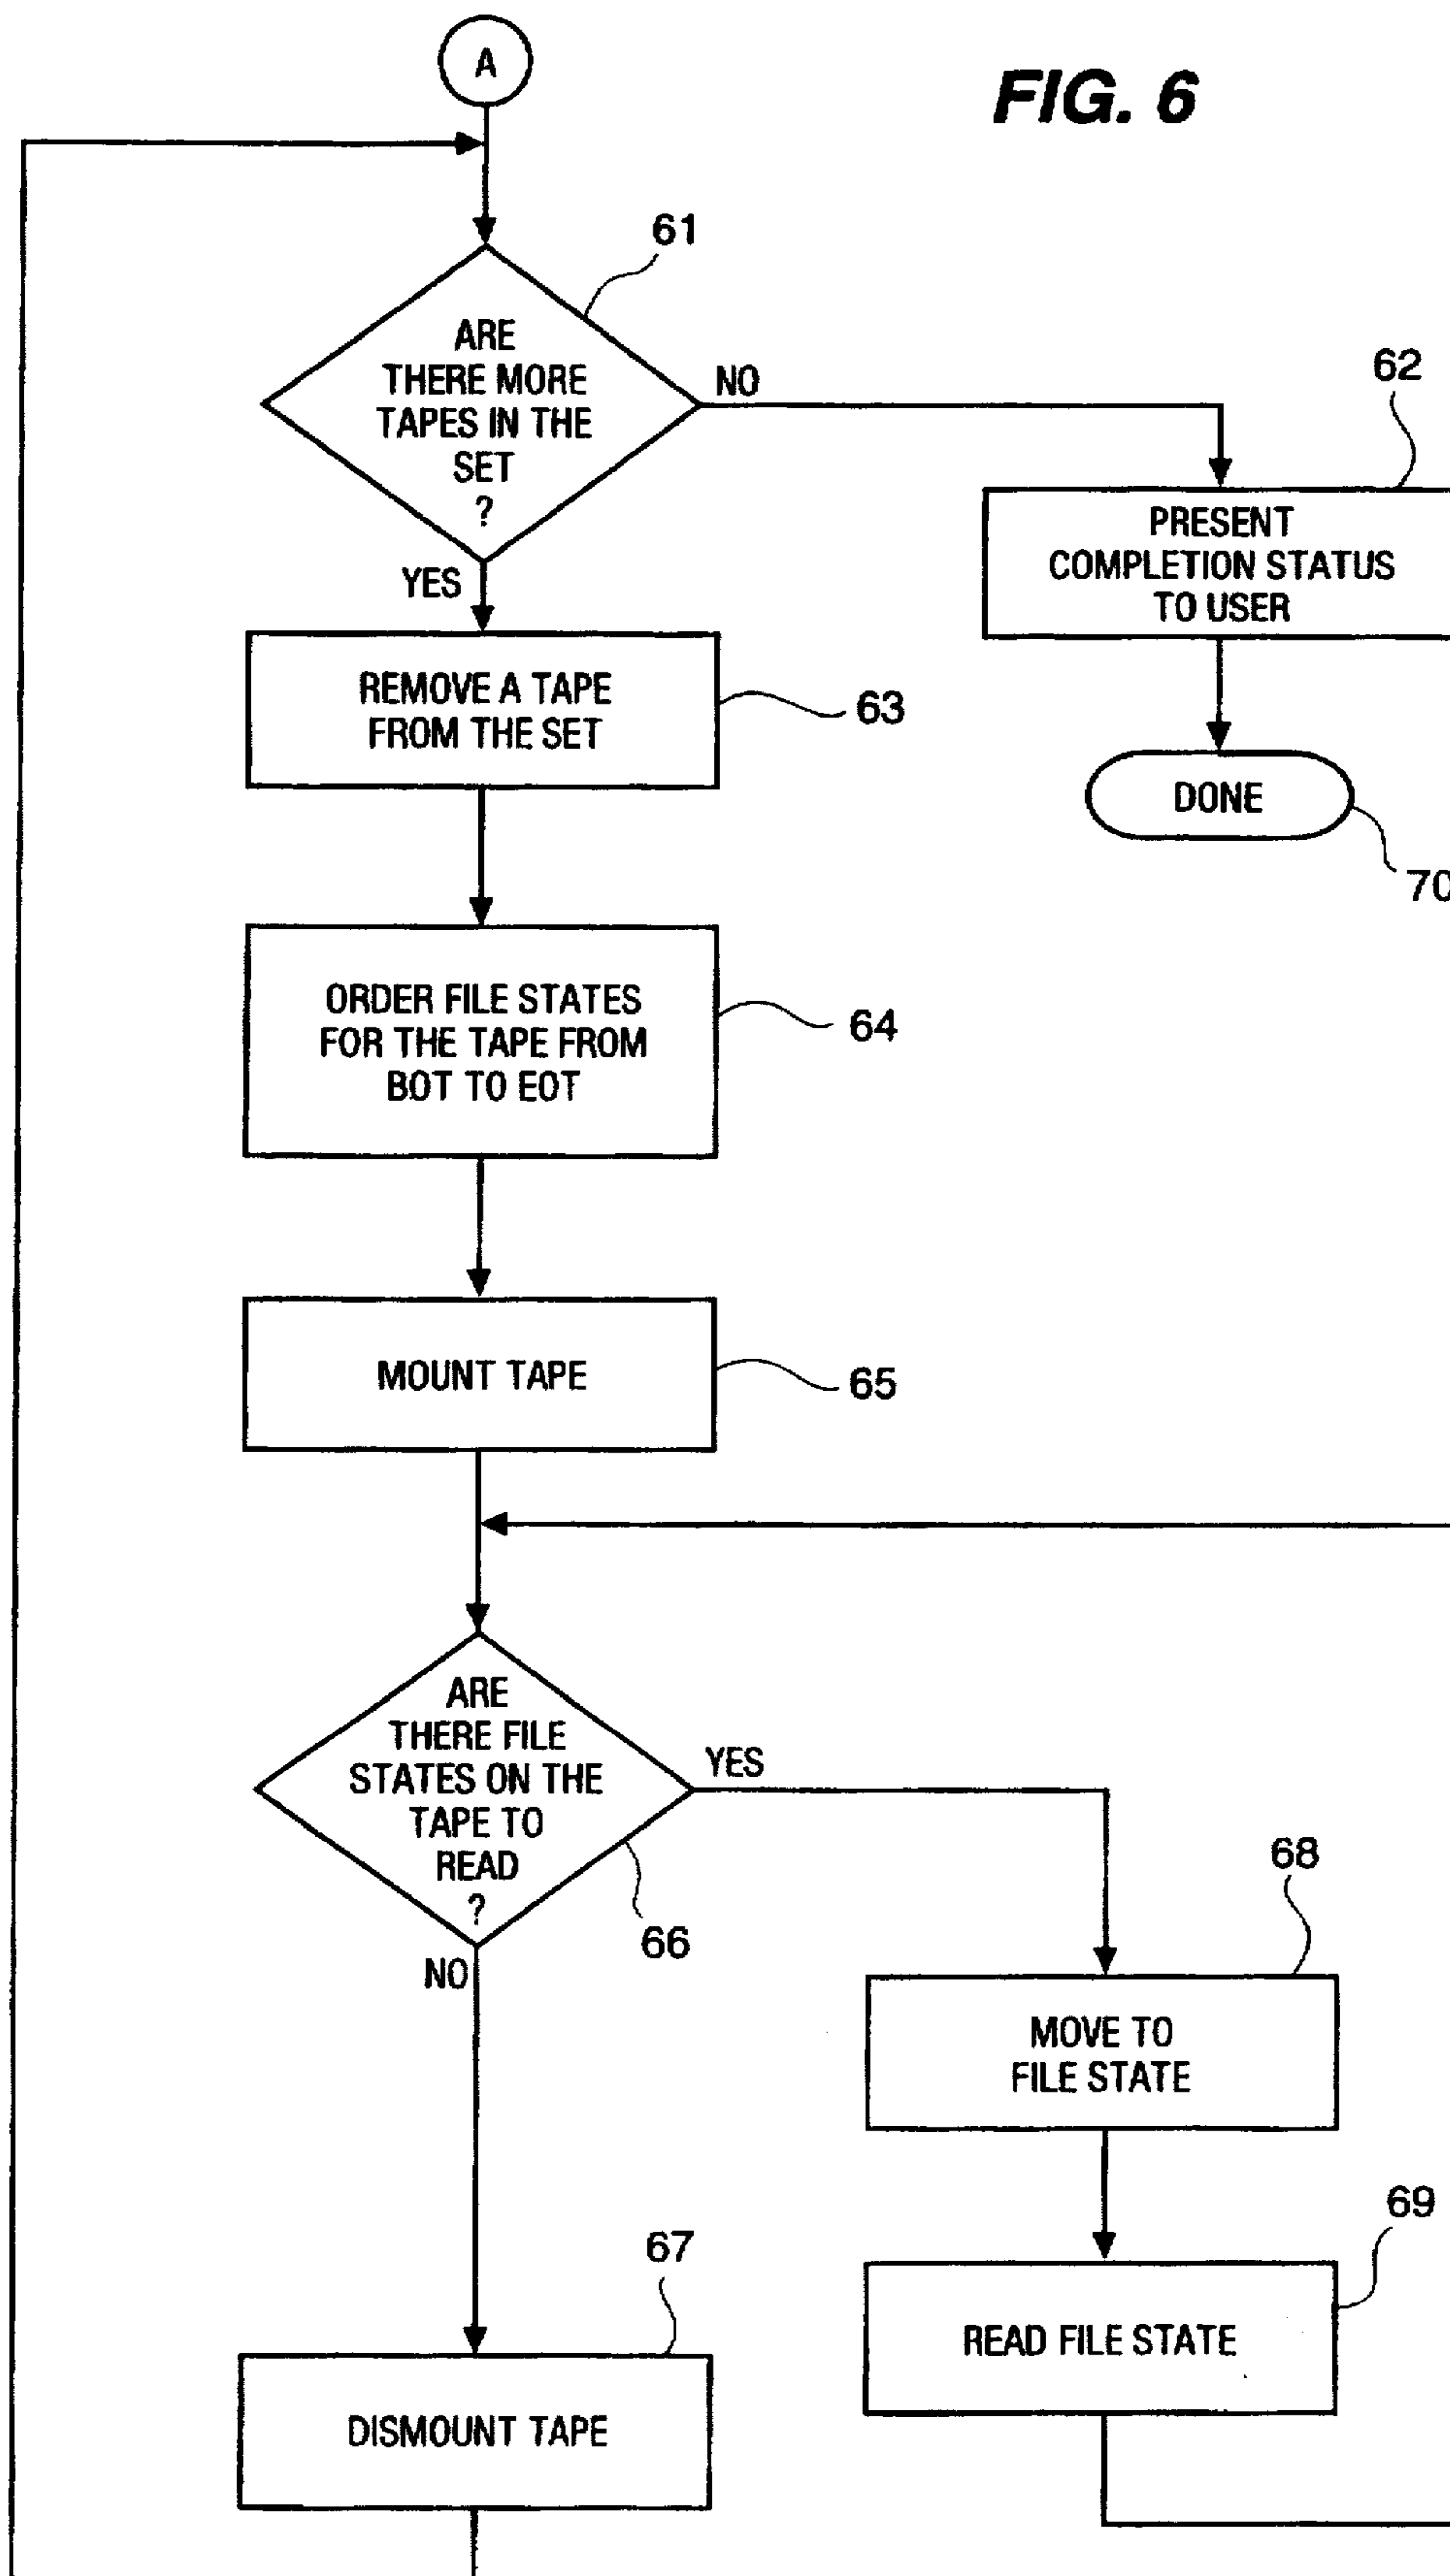 A
FIG. 6
61
ARE
THERE MORE
TAPES IN THE
SET
?
NO
YES
62
PRESENT
COMPLETION STATUS
TO USER
REMOVE A TAPE
FROM THE SET
63
DONE
70
ORDER FILE STATES
FOR THE TAPE FROM
BOT TO EOT
64
MOUNT TAPE
65
ARE
THERE FILE
STATES ON THE
TAPE TO
READ
?
YES
66
NO
68
MOVE TO
FILE STATE
69
READ FILE STATE
67
DISMOUNT TAPE